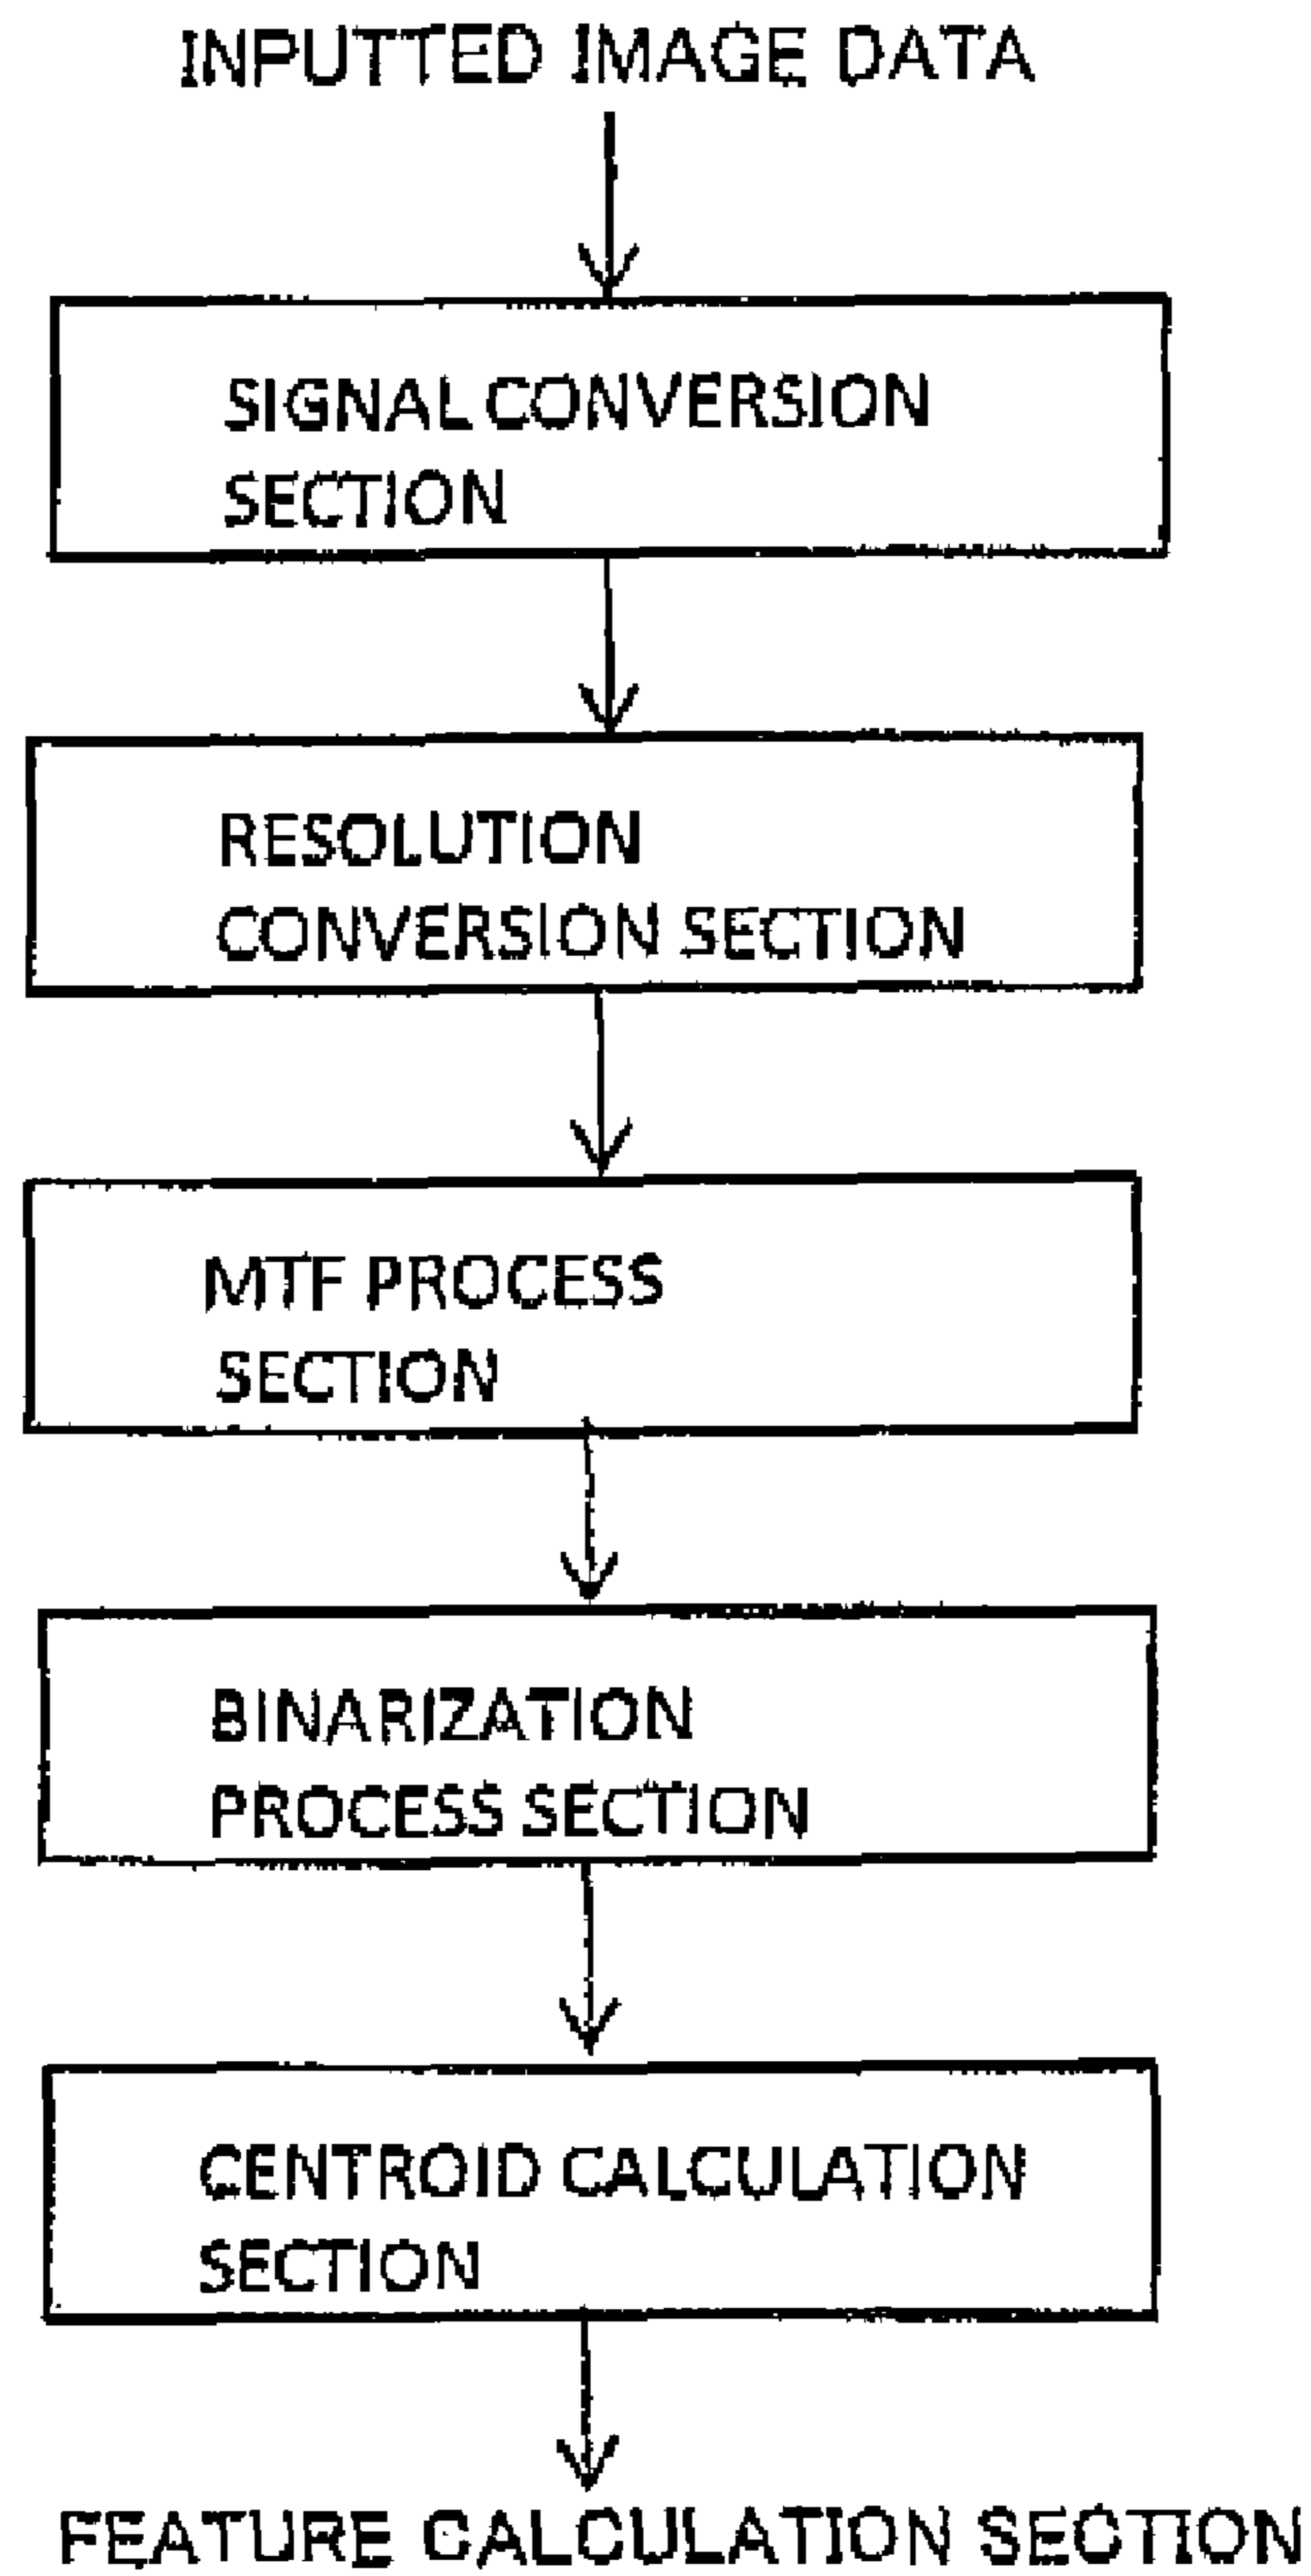 INPUTTED IMAGE DATA
SIGNAL CONVERSION
SECTION
RESOLUTION
CONVERSION SECTION
MTF PROCESS
SECTION
BINARIZATION
PROCESS SECTION
CENTROID CALCULATION
SECTION
FEATURE CALCULATION SECTION